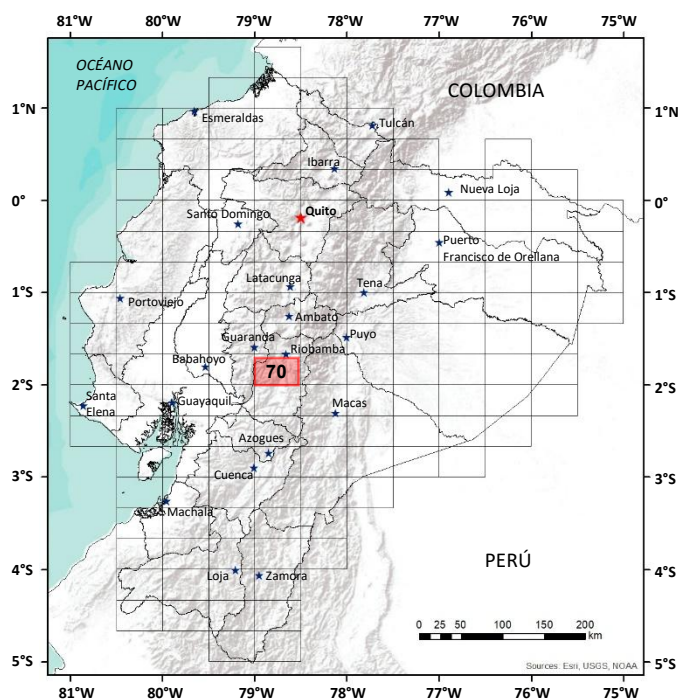 81°W 80°W 79°W 78°W 77°W 76°W 75°W
OCÉANO
PACÍFICO
COLOMBIA
1°N 1°N
Esmeraldas
Tulcán
Ibarra
Nueva Loja
0° 0°
Santo Domingo
Quito
Puerto
Francisco de Orellana
Latacunga
Tena
1°S 1°S
Portoviejo
Ambato
Guaranda
Puyo
Riobamba
Babahoyo
70
2°S 2°S
Santa
Elena
Guayaquil
Macas
Azogues
3°S 3°S
Cuenca
Machala
PERÚ
4°S 4°S
Loja
Zamora
0 25 50 100 150 200
km
5°S 5°S
Sources: Esri, USGS, NOAA
81°W 80°W 79°W 78°W 77°W 76°W 75°W